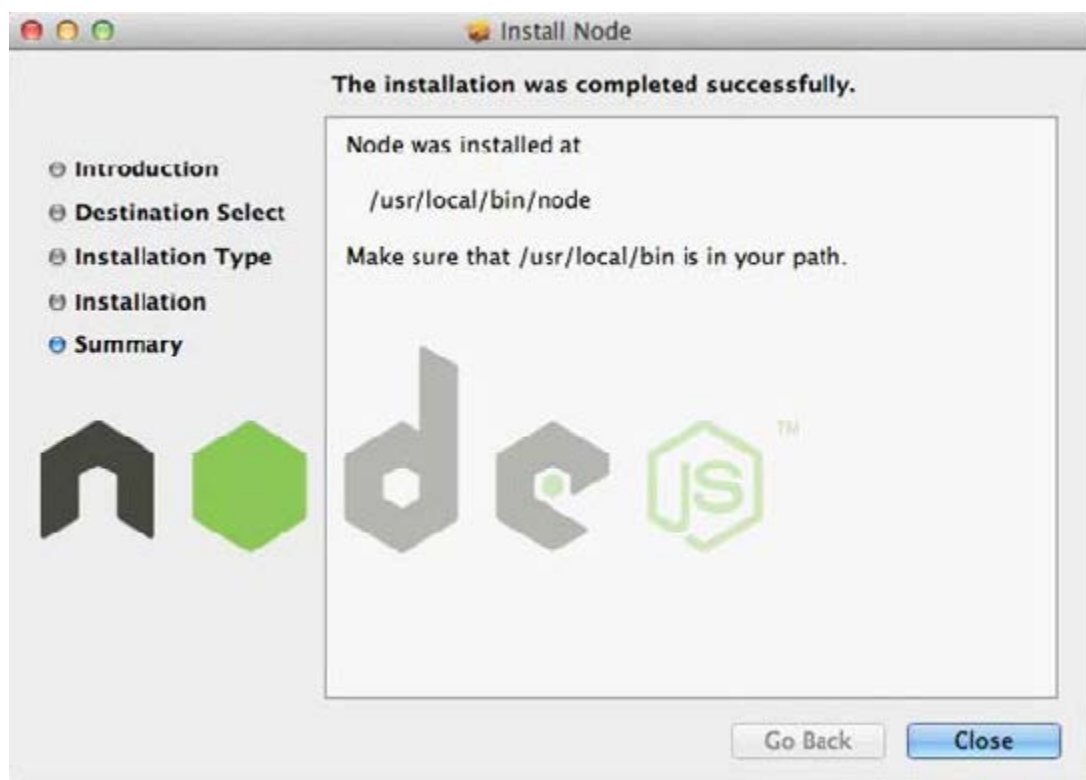 Install Node
The installation was completed successfully.
Introduction
Destination Select
Installation Type
Installation
Summary
Node was installed at
/usr/local/bin/node
Make sure that /usr/local/bin is in your path.
node
JS
TM
Go Back
Close